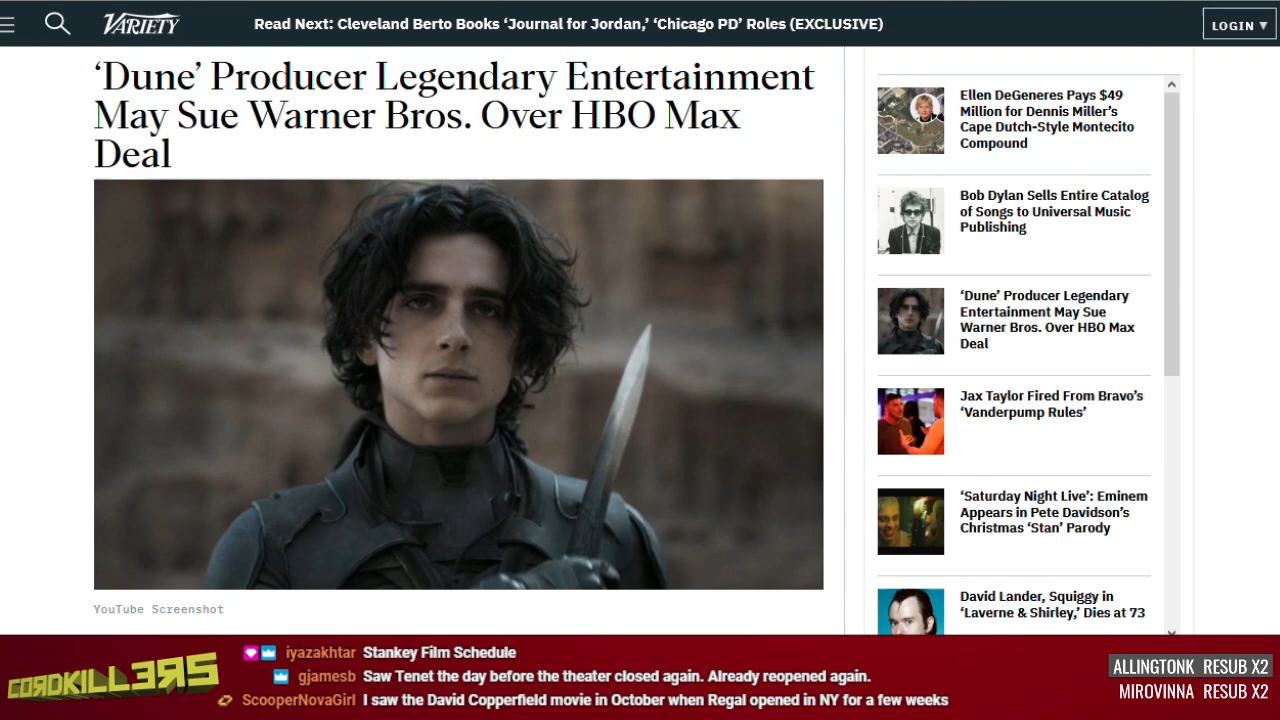 VARIETY
Read Next: Cleveland Berto Books ‘Journal for Jordan,’ ‘Chicago PD’ Roles (EXCLUSIVE)
LOGIN ▼
‘Dune’ Producer Legendary Entertainment
May Sue Warner Bros. Over HBO Max
Deal
YouTube Screenshot
Ellen DeGeneres Pays $49
Million for Dennis Miller’s
Cape Dutch-Style Montecito
Compound
Bob Dylan Sells Entire Catalog
of Songs to Universal Music
Publishing
‘Dune’ Producer Legendary
Entertainment May Sue
Warner Bros. Over HBO Max
Deal
Jax Taylor Fired From Bravo’s
‘Vanderpump Rules’
‘Saturday Night Live’: Eminem
Appears in Pete Davidson’s
Christmas ‘Stan’ Parody
David Lander, Squiggy in
‘Laverne & Shirley,’ Dies at 73
CORDKILLERS
iyazakhtar Stankey Film Schedule
gjamesb Saw Tenet the day before the theater closed again. Already reopened again.
ScooperNovaGirl I saw the David Copperfield movie in October when Regal opened in NY for a few weeks
ALLINGTONK RESUB X2
MIROVINNA RESUB X2